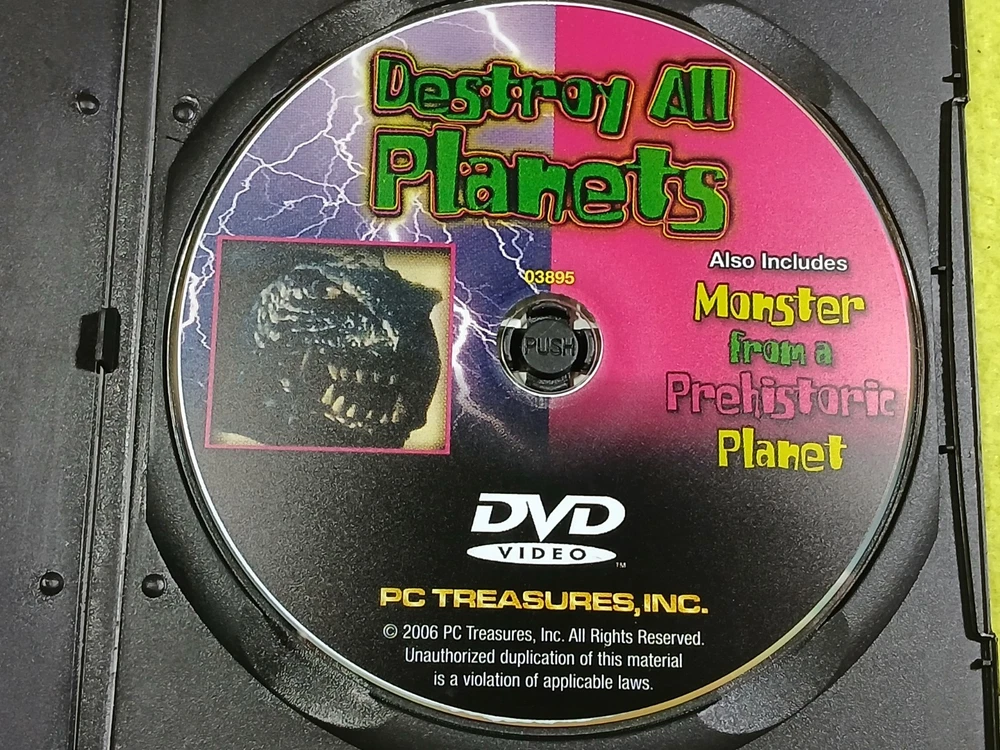 Destroy All
Planets
03895
Also Includes
Monster
from a
Prehistoric
Planet
PUSH
DVD
VIDEO
TM
PC TREASURES, INC.
© 2006 PC Treasures, Inc. All Rights Reserved.
Unauthorized duplication of this material
is a violation of applicable laws.